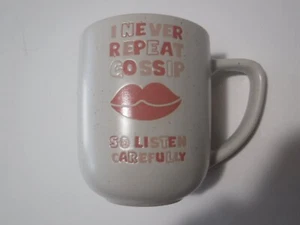 I NEVER
REPEAT
GOSSIP
SO LISTEN
CAREFULLY